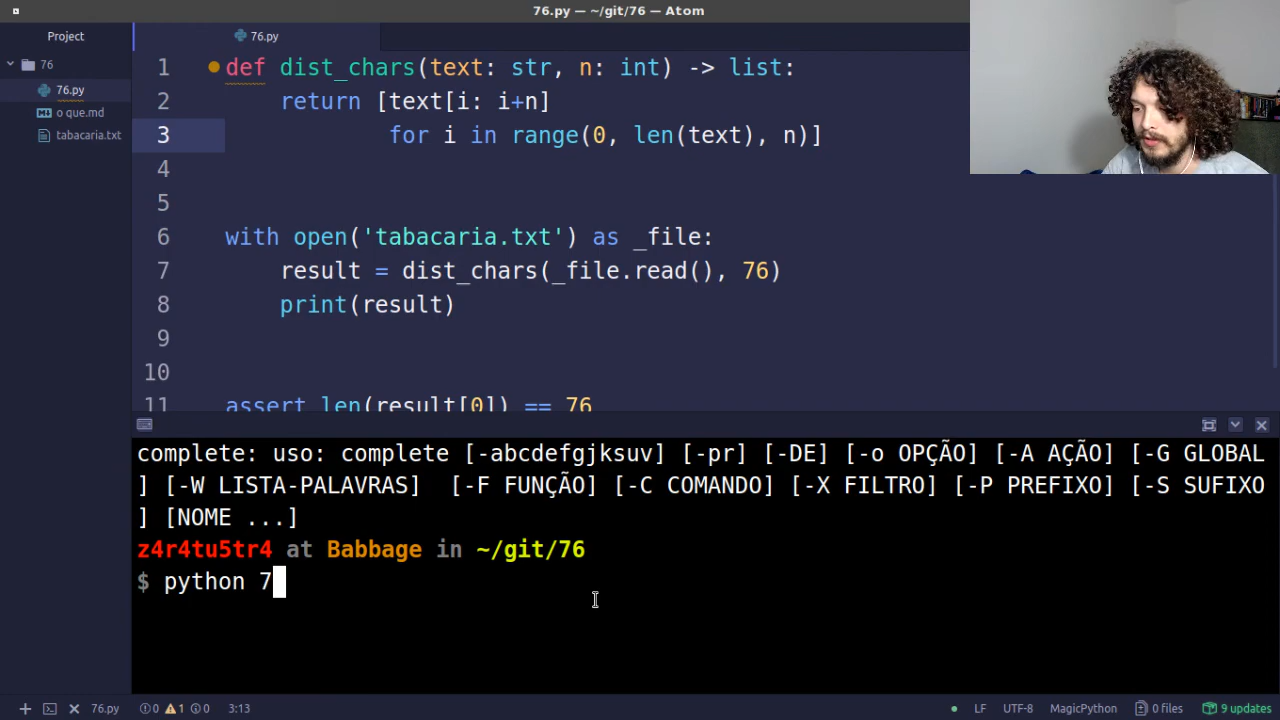 76.py — ~/git/76 — Atom
Project
76.py
76
76.py
o que.md
tabacaria.txt
1 def dist_chars(text: str, n: int) -> list:
2 return [text[i: i+n]
3 for i in range(0, len(text), n)]
4
5
6 with open('tabacaria.txt') as _file:
7 result = dist_chars(_file.read(), 76)
8 print(result)
9
10
11 assert len(result[0]) == 76
complete: uso: complete [-abcdefgjksuv] [-pr] [-DE] [-o OPÇÃO] [-A AÇÃO] [-G GLOBAL
] [-W LISTA-PALAVRAS]  [-F FUNÇÃO] [-C COMANDO] [-X FILTRO] [-P PREFIXO] [-S SUFIXO
] [NOME ...]
z4r4tu5tr4 at Babbage in ~/git/76
$ python 7
76.py 0 1 0 3:13 LF UTF-8 MagicPython 0 files 9 updates